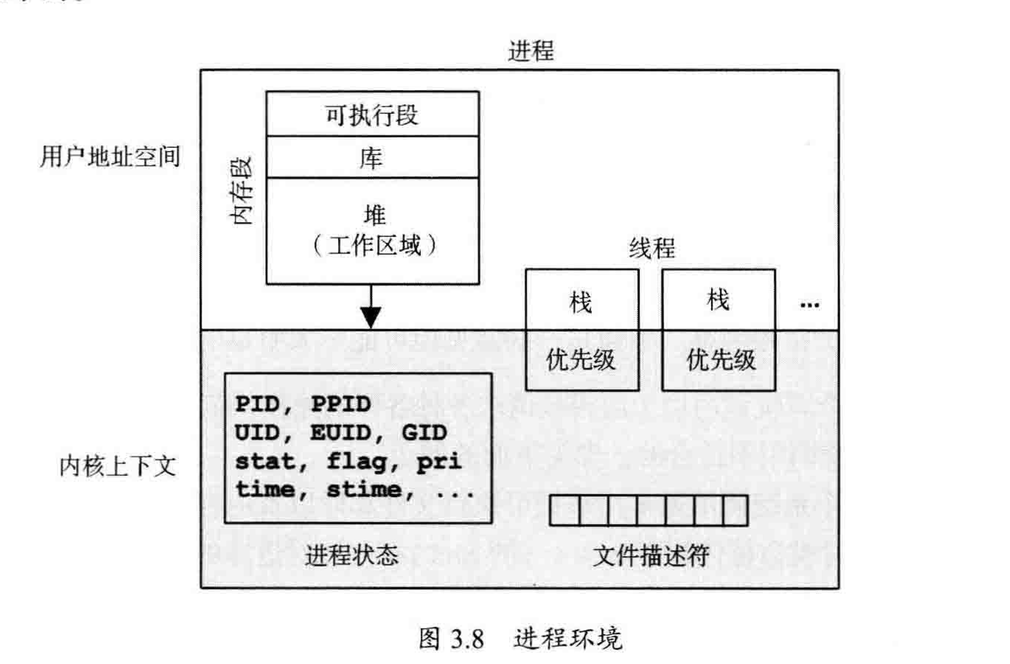 进程
用户地址空间
内存段
可执行段
库
堆
（工作区域）
线程
栈
栈
...
优先级
优先级
内核上下文
PID, PPID
UID, EUID, GID
stat, flag, pri
time, stime, ...
进程状态
文件描述符
图 3.8 进程环境